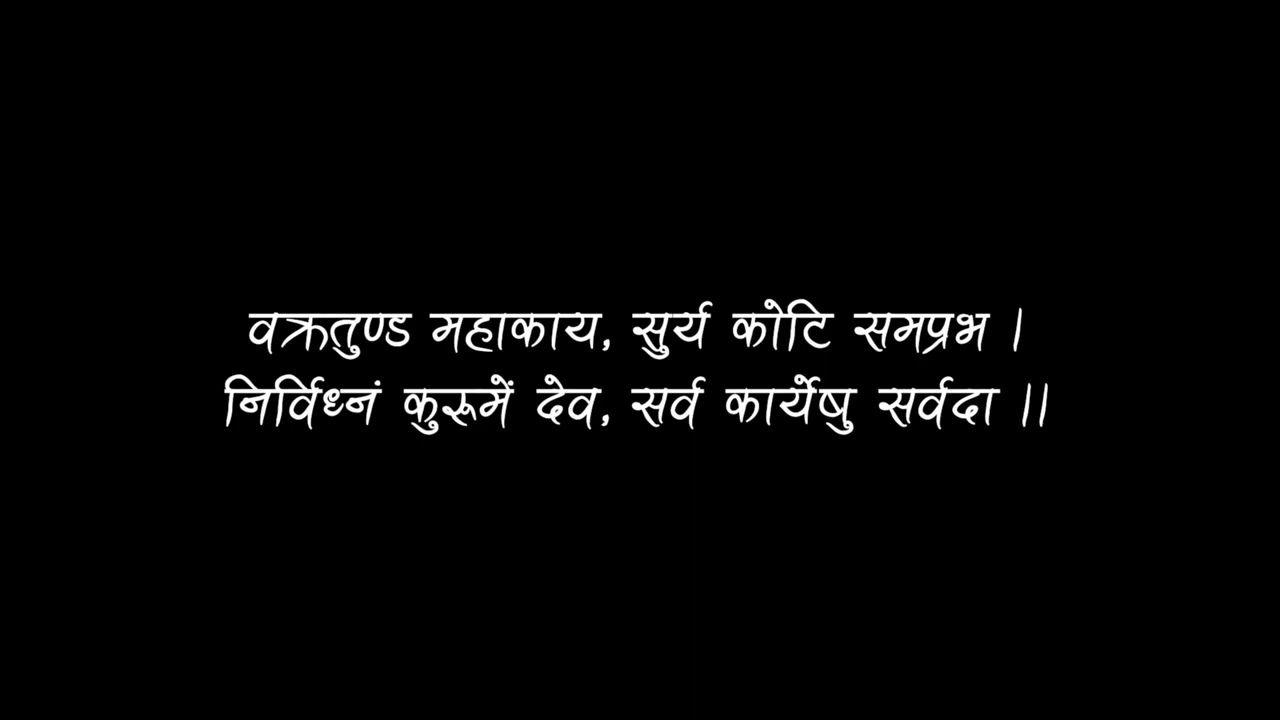 वक्रतुण्ड महाकाय, सुर्य कोटि समप्रभ ।
निर्विध्नं कुरूमें देव, सर्व कार्येषु सर्वदा ।।